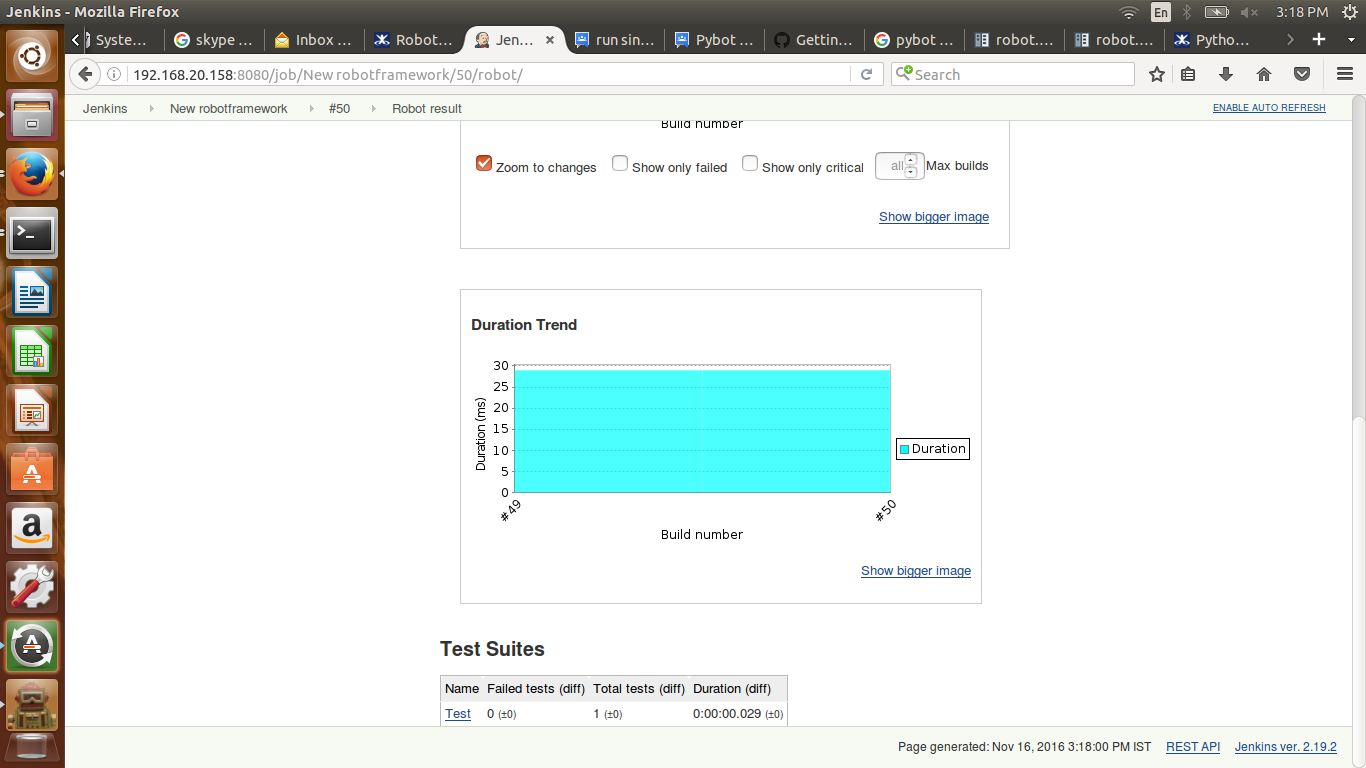 Jenkins - Mozilla Firefox
En
3:18 PM
Syste...
skype ...
Inbox ...
Robot...
Jen...
run sin...
Pybot ...
Gettin...
pybot ...
robot....
robot....
Pytho...
192.168.20.158:8080/job/New robotframework/50/robot/
Search
Jenkins
New robotframework
#50
Robot result
ENABLE AUTO REFRESH
Build number
Zoom to changes
Show only failed
Show only critical
all
Max builds
Show bigger image
Duration Trend
30
25
20
15
10
5
0
Duration (ms)
Duration
#49
#50
Build number
Show bigger image
Test Suites
Name Failed tests (diff) Total tests (diff) Duration (diff)
Test 0 (±0) 1 (±0) 0:00:00.029 (±0)
Page generated: Nov 16, 2016 3:18:00 PM IST REST API Jenkins ver. 2.19.2